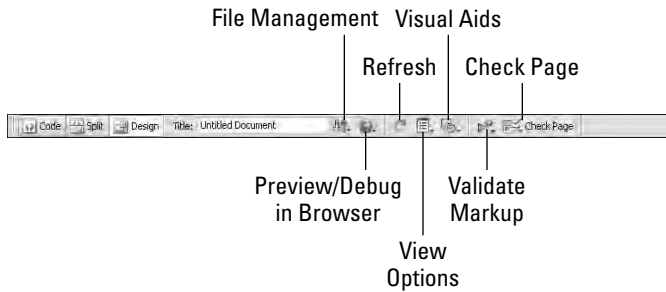 File Management Visual Aids
Refresh Check Page
Code Split Design Title: Untitled Document Check Page
Preview/Debug
in Browser
Validate
Markup
View
Options